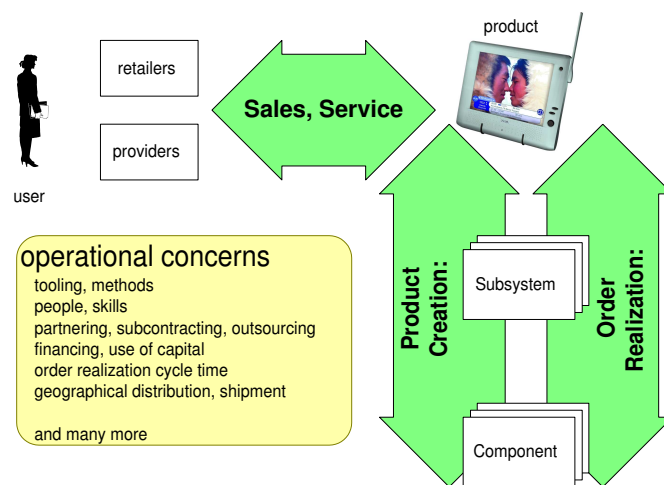 product
retailers
Sales, Service
providers
user
operational concerns
tooling, methods
people, skills
partnering, subcontracting, outsourcing
financing, use of capital
order realization cycle time
geographical distribution, shipment
and many more
Product
Creation:
Subsystem
Order
Realization:
Component